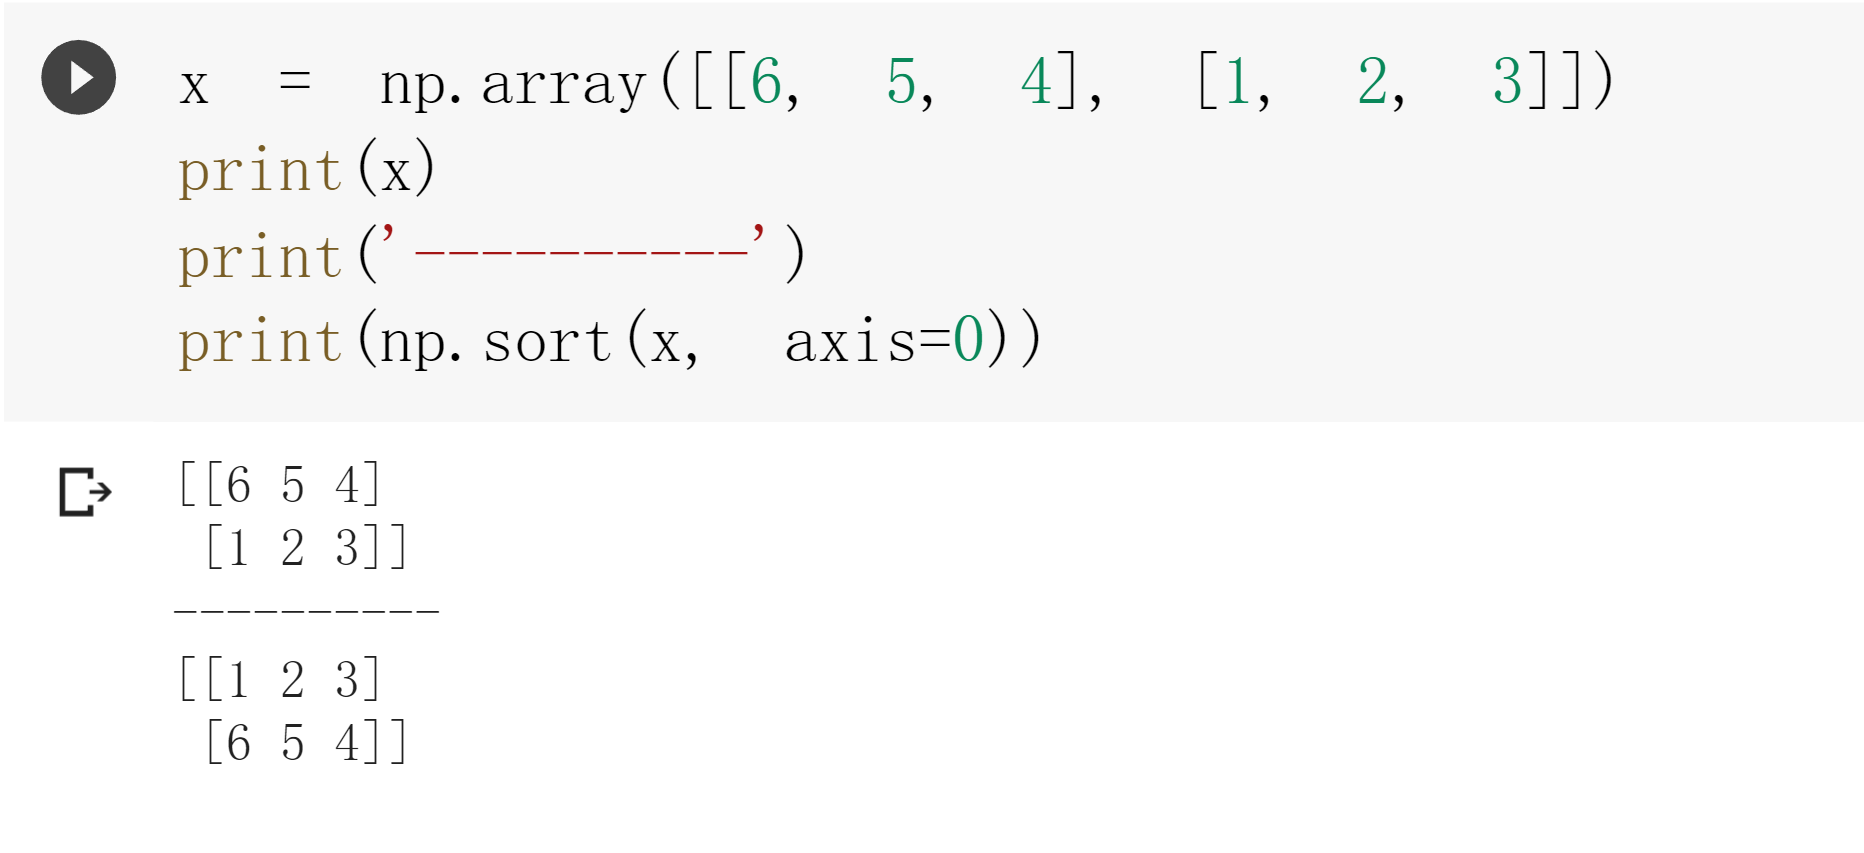 x = np.array([[6, 5, 4], [1, 2, 3]])
print(x)
print('----------')
print(np.sort(x, axis=0))
[[6 5 4]
 [1 2 3]]
----------
[[1 2 3]
 [6 5 4]]